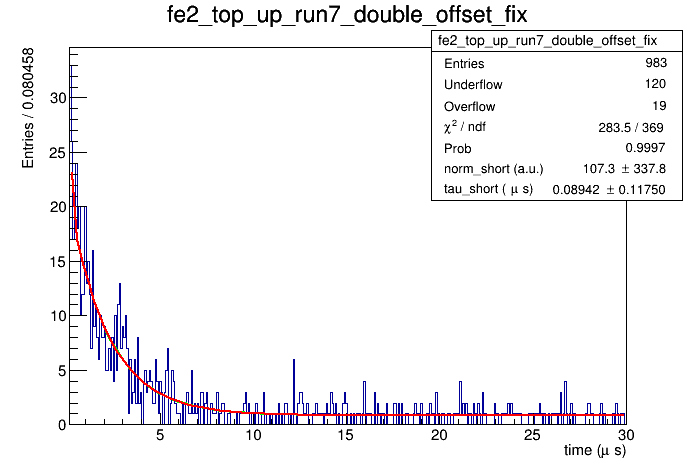 fe2_top_up_run7_double_offset_fix
fe2_top_up_run7_double_offset_fix
Entries 983
Underflow 120
Overflow 19
χ² / ndf 283.5 / 369
Prob 0.9997
norm_short (a.u.) 107.3 ± 337.8
tau_short ( μ s) 0.08942 ± 0.11750
Entries / 0.080458
30
25
20
15
10
5
0
5 10 15 20 25 30
time (μ s)